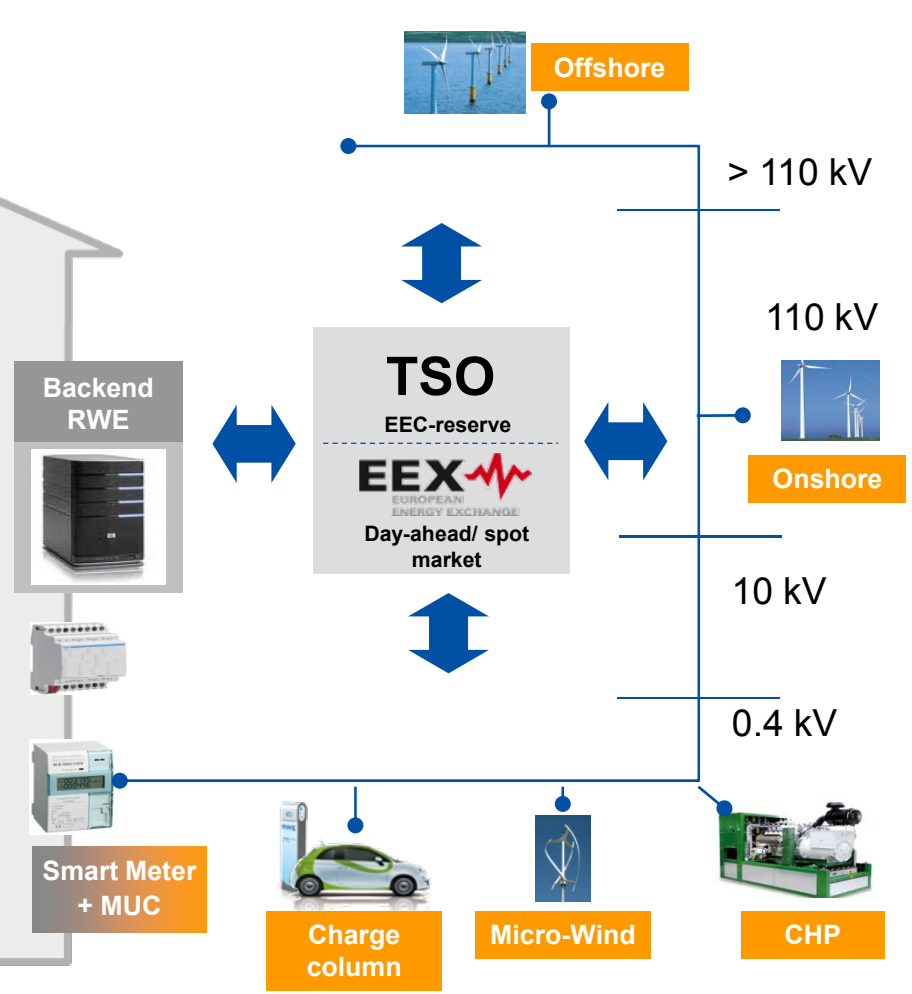 Offshore
> 110 kV
110 kV
Backend
RWE
TSO
EEC-reserve
EEX
EUROPEAN
ENERGY EXCHANGE
Day-ahead/ spot
market
Onshore
10 kV
0.4 kV
Smart Meter
+ MUC
Charge
column
Micro-Wind
CHP